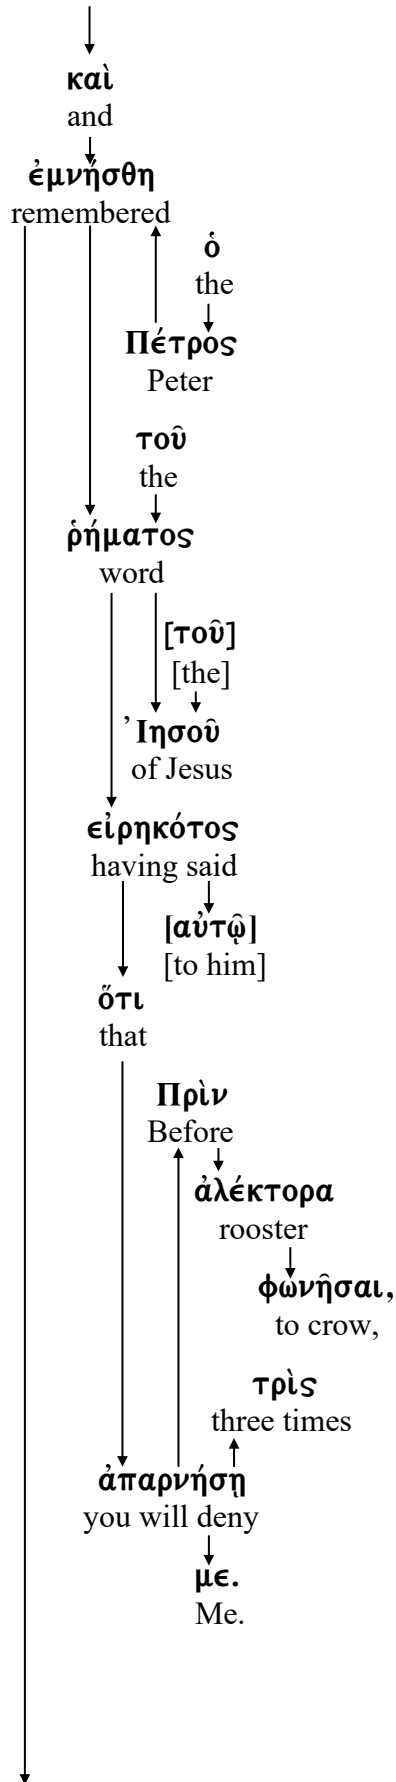 καὶ
and
ἐμνήσθη
remembered
ὁ
the
Πέτρος
Peter
τοῦ
the
ῥήματος
word
[τοῦ]
[the]
Ἰησοῦ
of Jesus
εἰρηκότος
having said
[αὐτῷ]
[to him]
ὅτι
that
Πρὶν
Before
ἀλέκτορα
rooster
φωνῆσαι,
to crow,
τρὶς
three times
ἀπαρνήσῃ
you will deny
με.
Me.